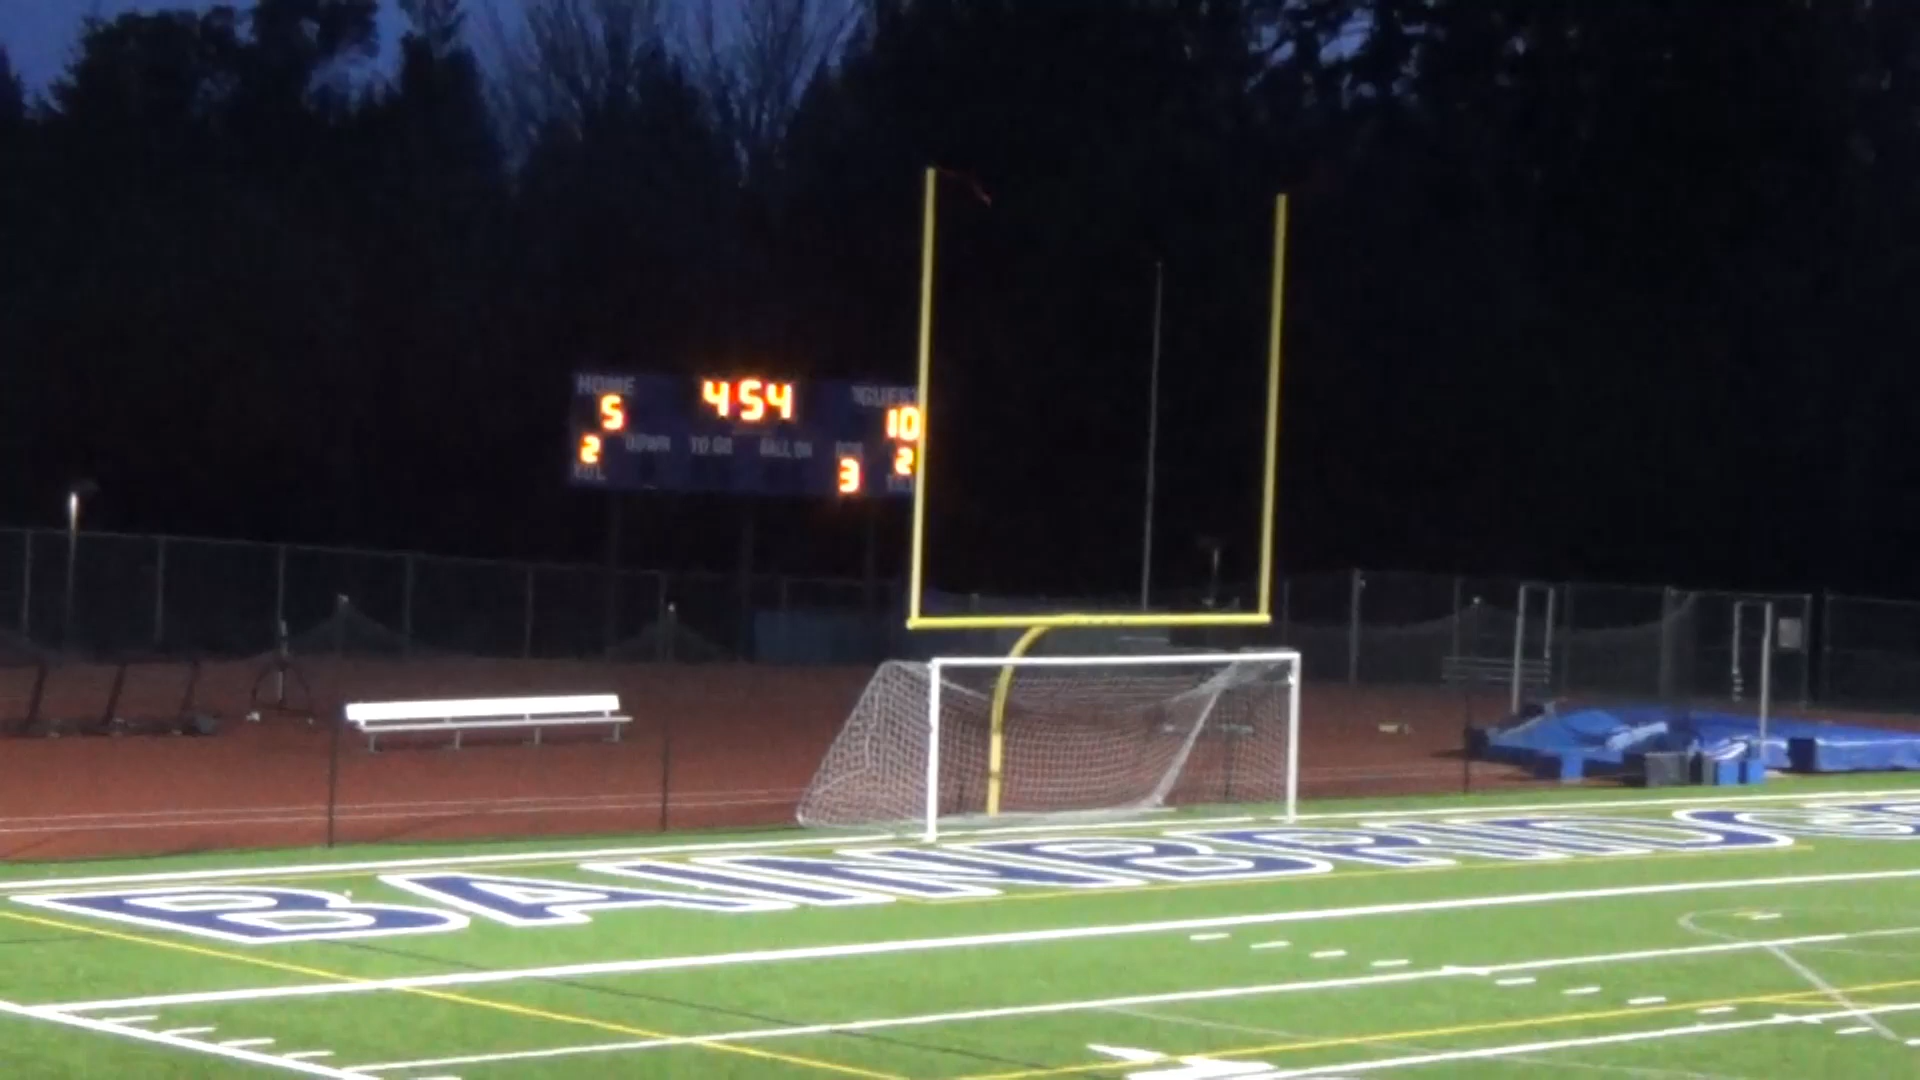 HOME 4 54 GUEST
5 10
2 DOWN TO GO BALL ON QTR 2
T.O.L. 3
BAINBRIDGE